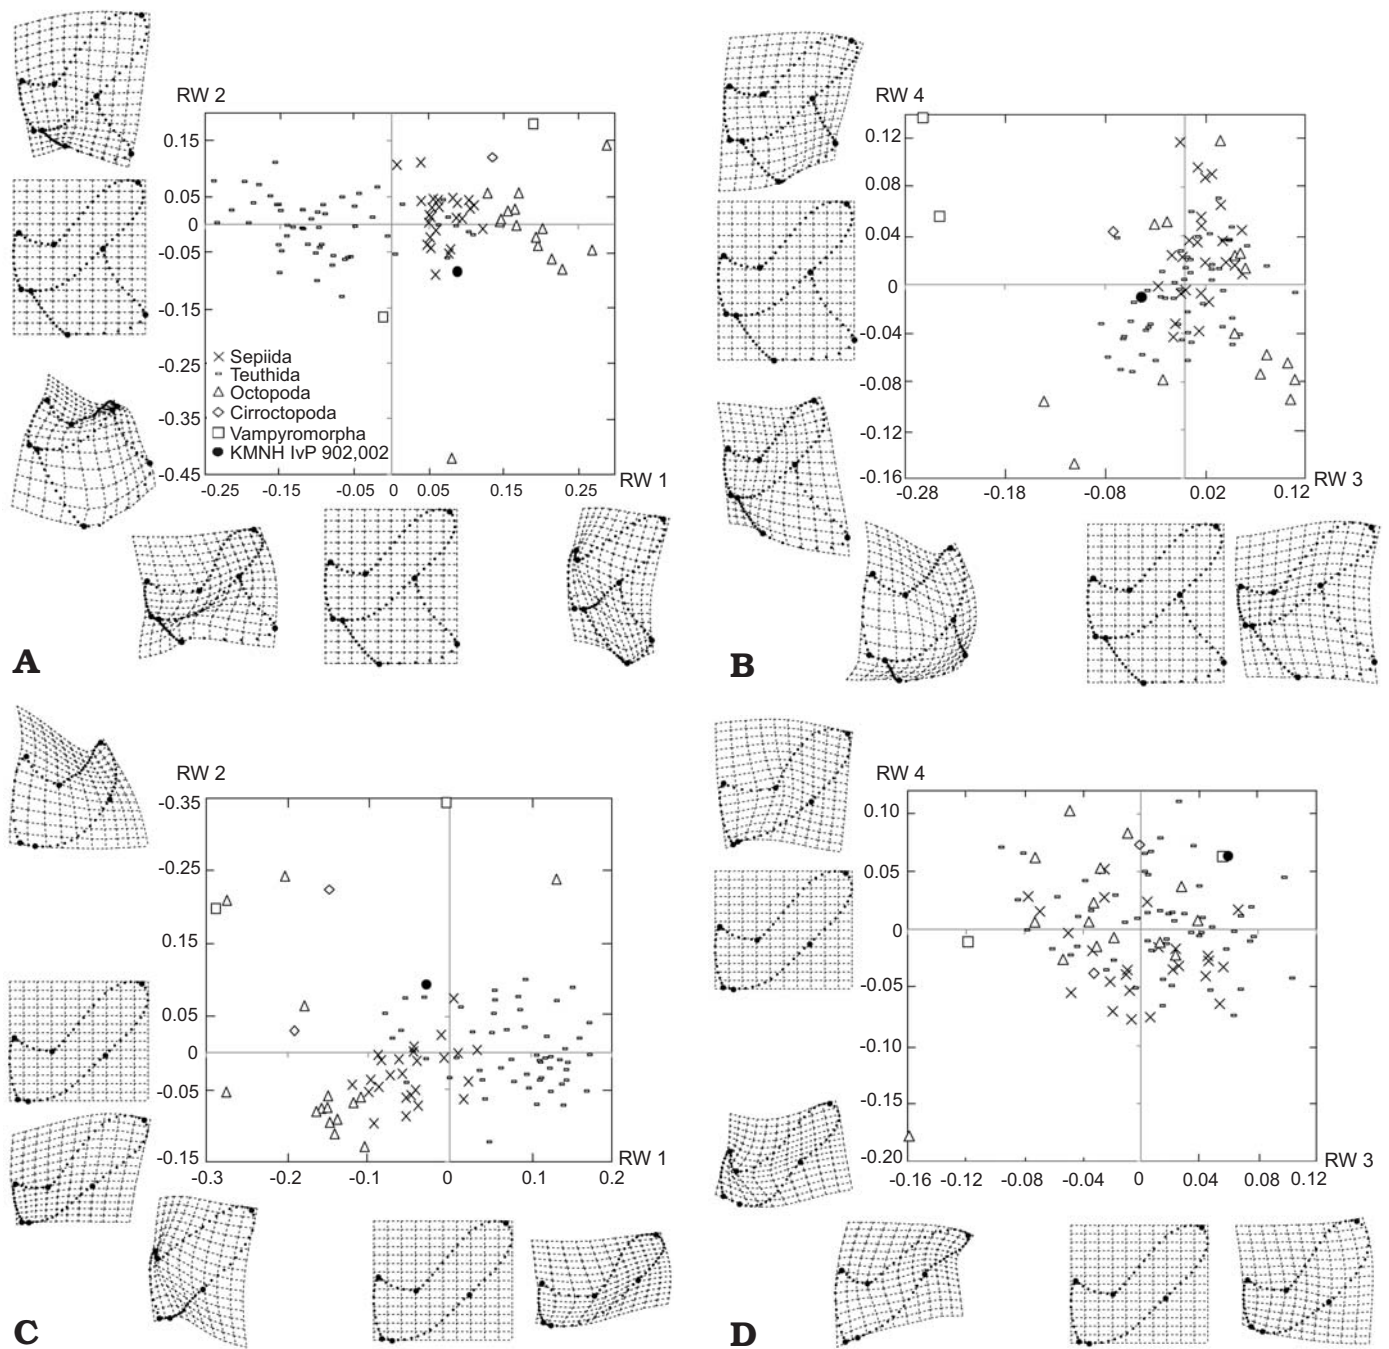 RW 2
0.15
0.05
0
-0.05
-0.15
-0.25
-0.35
-0.45
× Sepiida
Teuthida
△ Octopoda
◇ Cirroctopoda
□ Vampyromorpha
● KMNH IvP 902,002
-0.25 -0.15 -0.05 0 0.05 0.15 0.25
RW 1
A
RW 4
0.12
0.08
0.04
0
-0.04
-0.08
-0.12
-0.16
-0.28 -0.18 -0.08 0.02 0.12
RW 3
B
RW 2
-0.35
-0.25
0.15
0.05
0
-0.05
-0.15
-0.3 -0.2 -0.1 0 0.1 0.2
RW 1
C
RW 4
0.10
0.05
0
-0.05
-0.10
-0.15
-0.20
-0.16 -0.12 -0.08 -0.04 0 0.04 0.08 0.12
RW 3
D